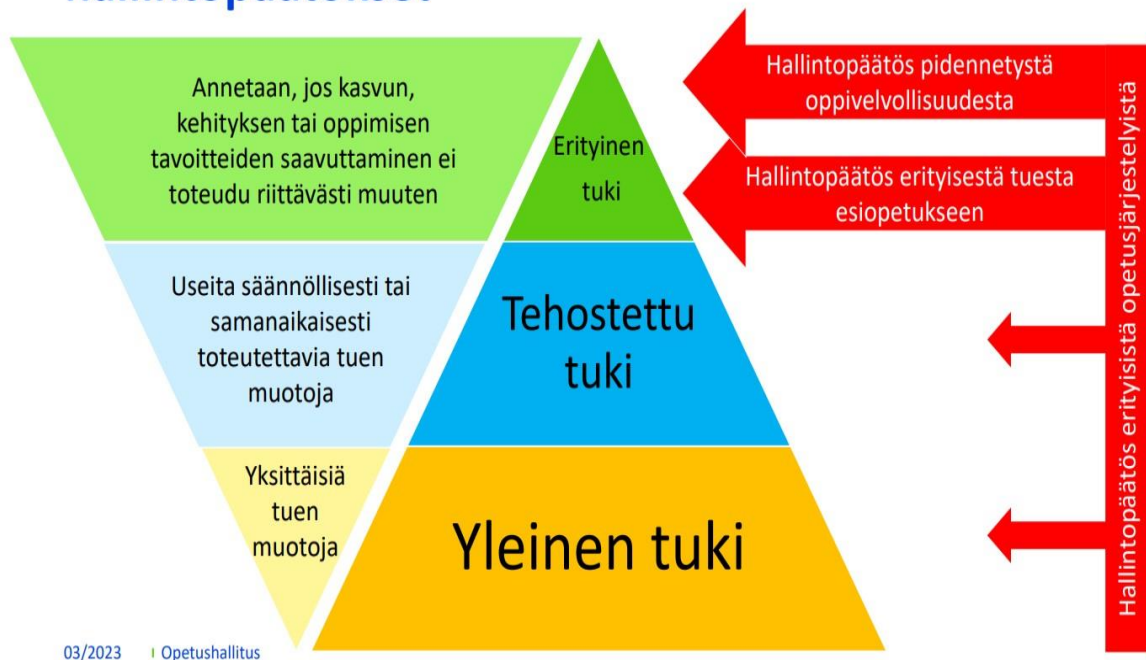 Annetaan, jos kasvun,
kehityksen tai oppimisen
tavoitteiden saavuttaminen ei
toteudu riittävästi muuten
Erityinen
tuki
Hallintopäätös pidennetystä
oppivelvollisuudesta
Hallintopäätös erityisestä tuesta
esiopetukseen
Useita säännöllisesti tai
samanaikaisesti
toteutettavia tuen
muotoja
Tehostettu
tuki
Yksittäisiä
tuen
muotoja
Yleinen tuki
Hallintopäätös erityisistä opetusjärjestelyistä
03/2023 I Opetushallitus